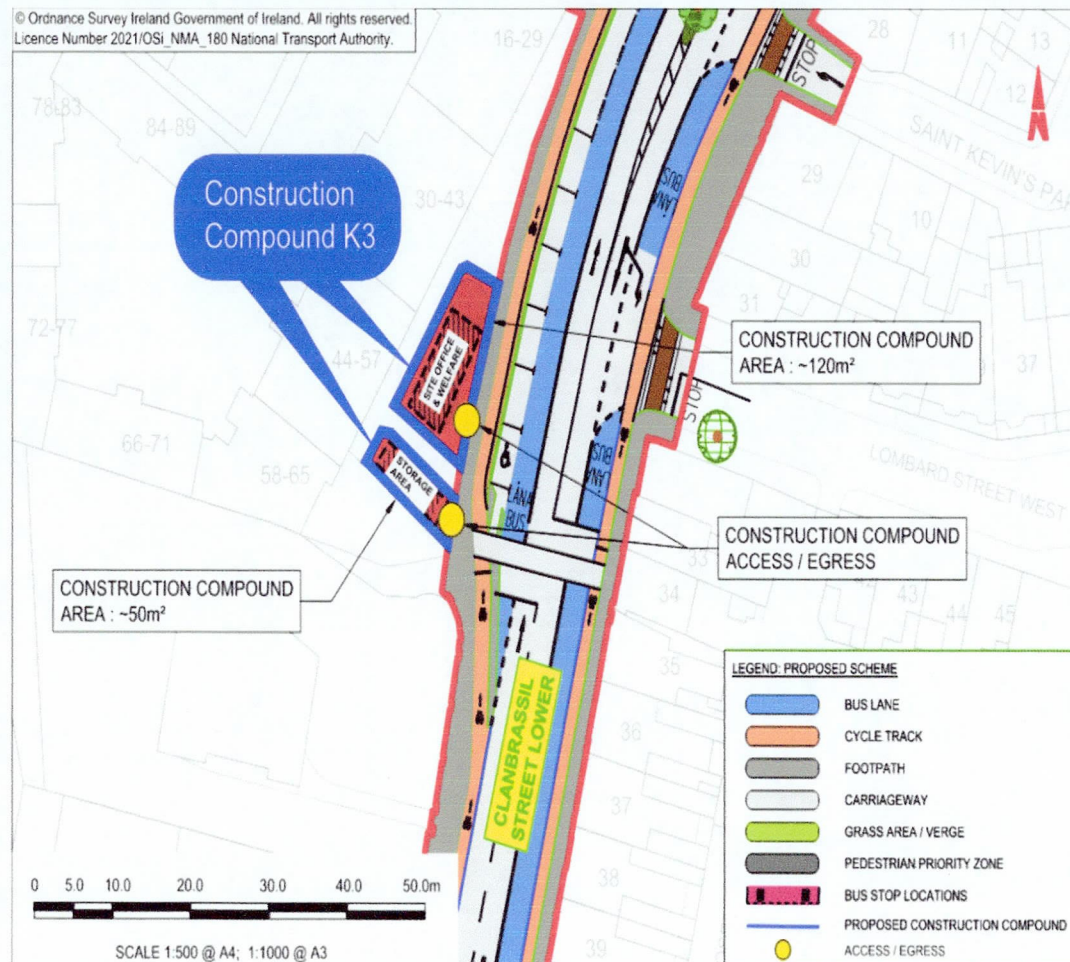 © Ordnance Survey Ireland Government of Ireland. All rights reserved.
Licence Number 2021/OSi_NMA_180 National Transport Authority.
16-29
28
11
13
12
78-83
84-89
STOP
SAINT KEVIN'S
Construction
Compound K3
30-43
29
10
LÁNA
BUS
30
31
72-77
44-57
SITE OFFICE
& WELFARE
CONSTRUCTION COMPOUND
AREA : ~120m²
37
STOP
66-71
58-65
STORAGE
AREA
LÁNA
BUS
LOMBARD STREET WEST
LÁNA
BUS
CONSTRUCTION COMPOUND
ACCESS / EGRESS
33
CONSTRUCTION COMPOUND
AREA : ~50m²
34
43
44
45
35
CLANBRASSIL
STREET LOWER
36
37
38
39
LEGEND: PROPOSED SCHEME
BUS LANE
CYCLE TRACK
FOOTPATH
CARRIAGEWAY
GRASS AREA / VERGE
PEDESTRIAN PRIORITY ZONE
BUS STOP LOCATIONS
PROPOSED CONSTRUCTION COMPOUND
ACCESS / EGRESS
0 5.0 10.0 20.0 30.0 40.0 50.0m
SCALE 1:500 @ A4; 1:1000 @ A3